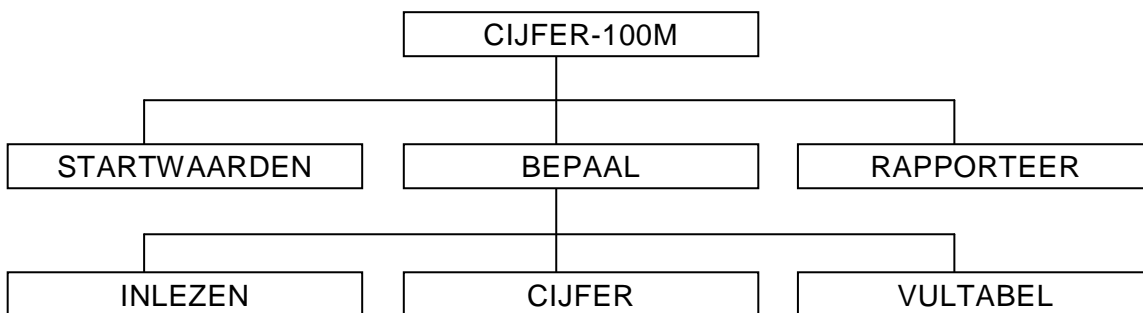 CIJFER-100M
STARTWAARDEN BEPAAL RAPPORTEER
INLEZEN CIJFER VULTABEL